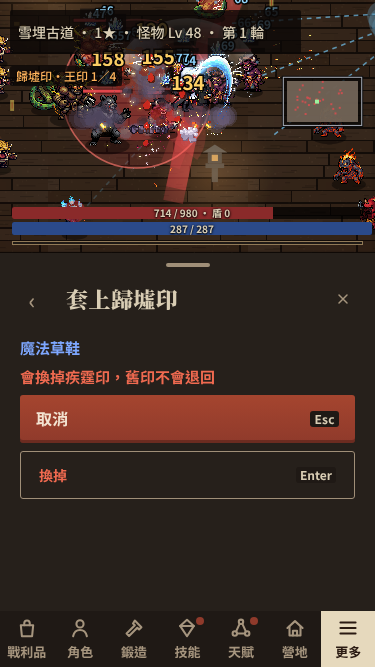 雪埋古道 · 1★ · 怪物 Lv 48 · 第 1 輪
歸墟印 · 王印 1／4
158
155
774
134
714 / 980 · 盾 0
287 / 287
‹ 套上歸墟印 ×
魔法草鞋
會換掉疾霆印，舊印不會退回
取消 Esc
換掉 Enter
戰利品 角色 鍛造 技能 天賦 營地 更多